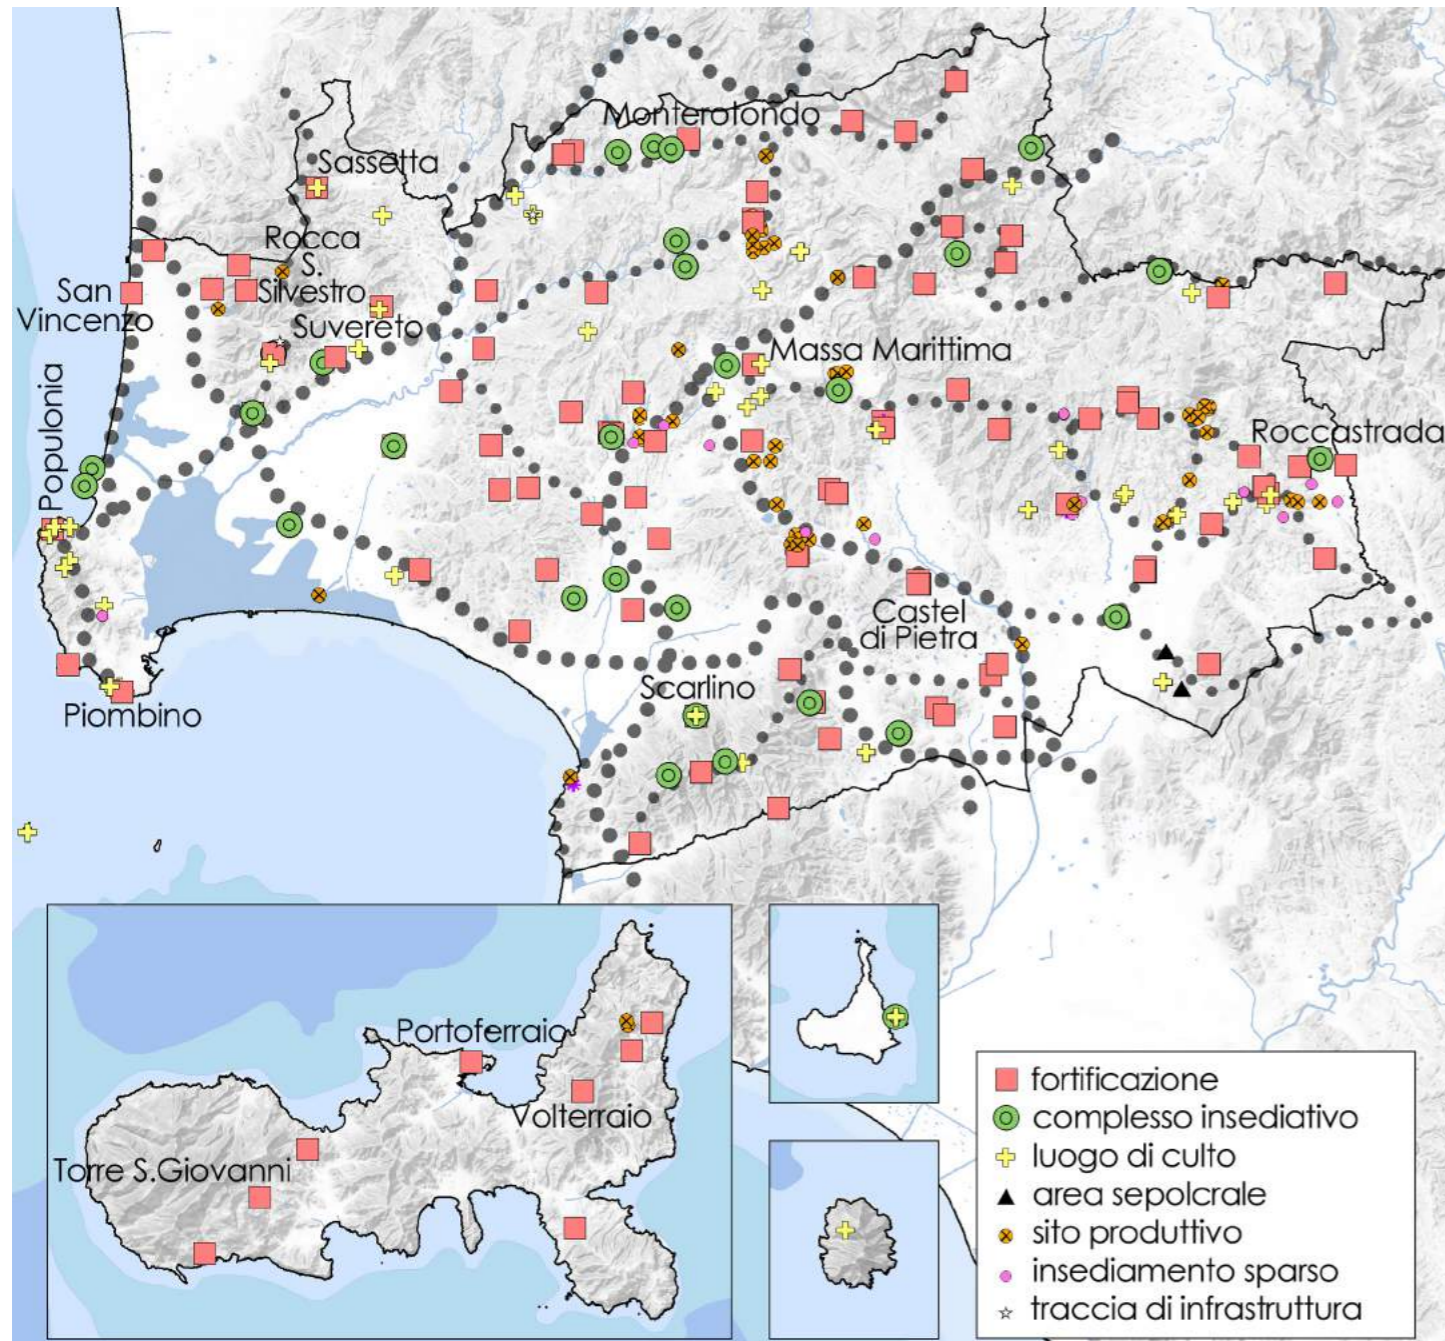 Monterotondo
Sassetta
Rocca
S.
Silvestro
San
Vincenzo
Suvereto
Massa Marittima
Populonia
Roccastrada
Castel
di Pietra
Scarlino
Piombino
Portoferraio
Volterraio
Torre S.Giovanni
fortificazione
complesso insediativo
luogo di culto
area sepolcrale
sito produttivo
insediamento sparso
traccia di infrastruttura